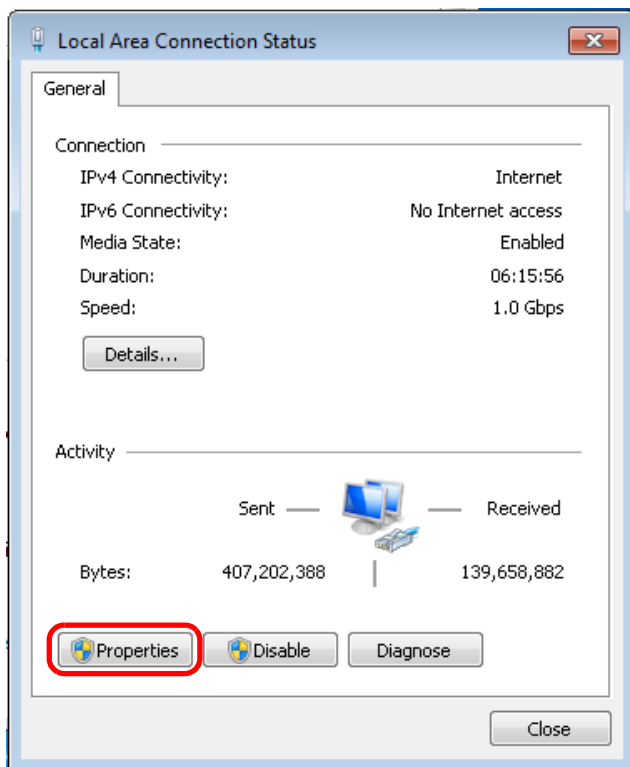 Local Area Connection Status
General
Connection
IPv4 Connectivity: Internet
IPv6 Connectivity: No Internet access
Media State: Enabled
Duration: 06:15:56
Speed: 1.0 Gbps
Details...
Activity
Sent Received
Bytes: 407,202,388 139,658,882
Properties Disable Diagnose
Close